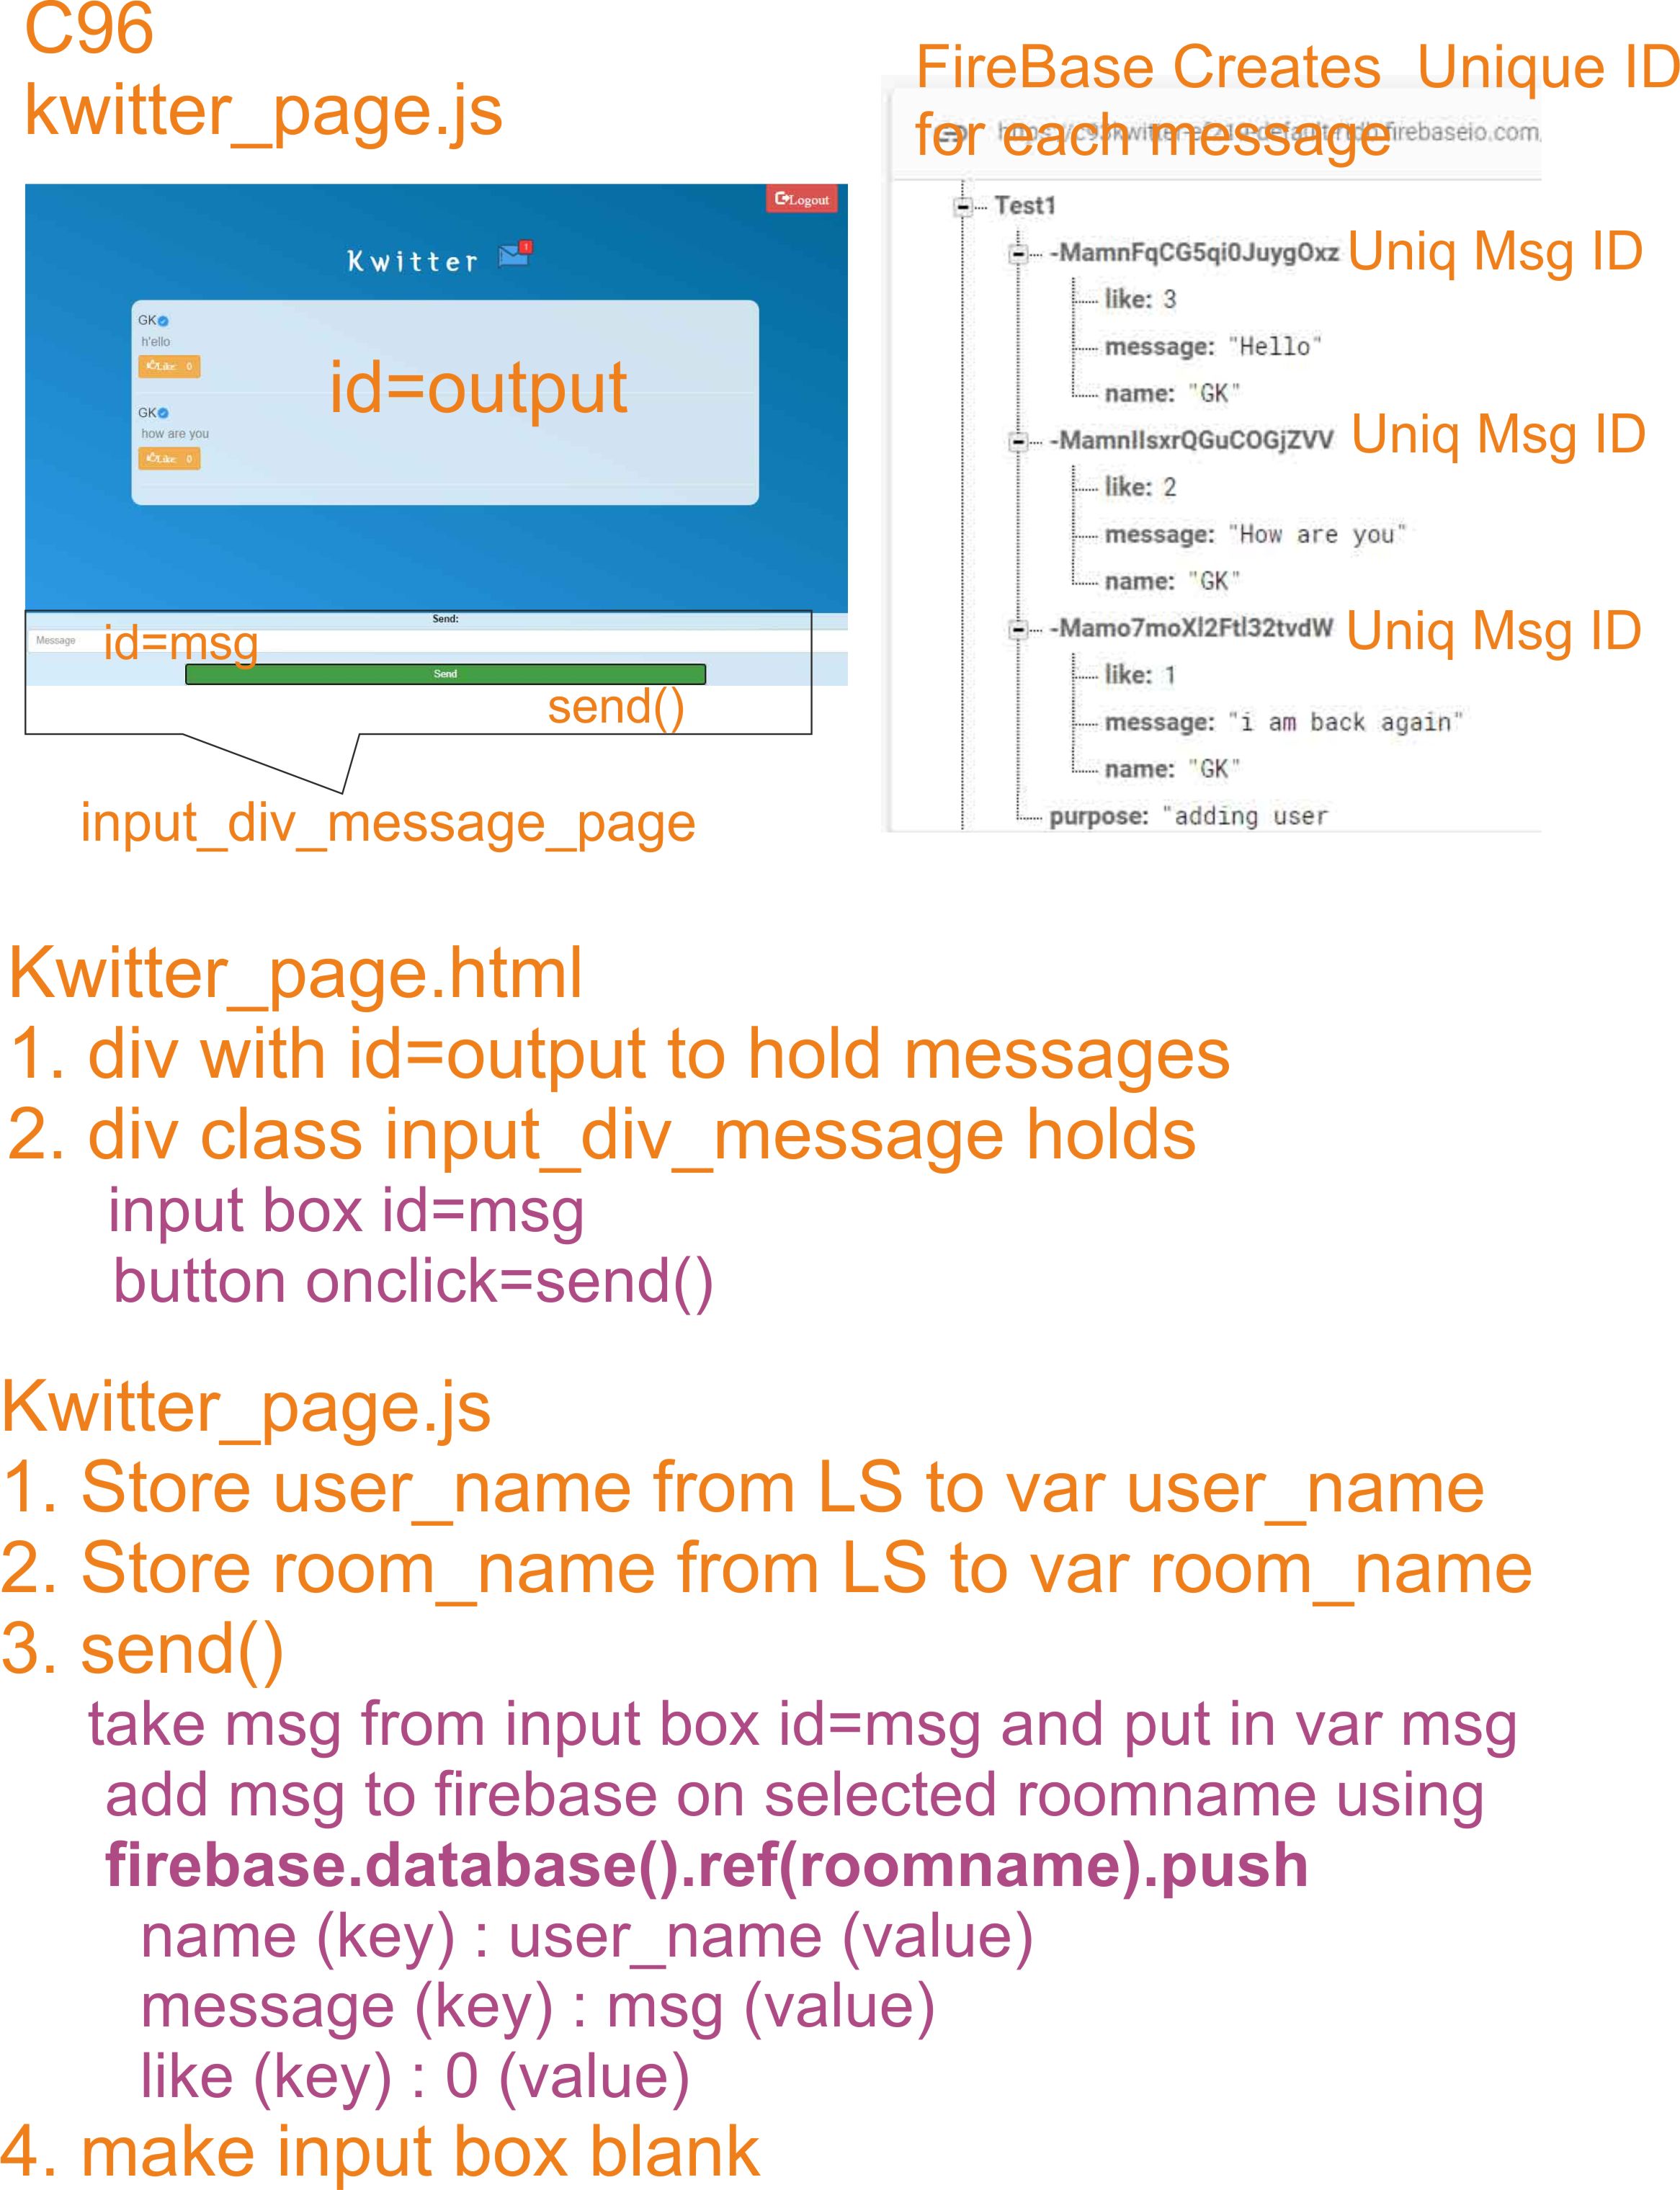 C96
kwitter_page.js
Logout
Kwitter
1
GK
h'ello
Like: 0
id=output
GK
how are you
Like: 0
Send:
Message
id=msg
Send
send()
input_div_message_page
FireBase Creates Unique ID
for each message
firebaseio.com
Test1
-MamnFqCG5qi0JuygOxz Uniq Msg ID
like: 3
message: "Hello"
name: "GK"
-MamnIIsxrQGuCOGjZVV Uniq Msg ID
like: 2
message: "How are you"
name: "GK"
-Mamo7moXl2Ftl32tvdW Uniq Msg ID
like: 1
message: "i am back again"
name: "GK"
purpose: "adding user
Kwitter_page.html
1. div with id=output to hold messages
2. div class input_div_message holds
input box id=msg
button onclick=send()
Kwitter_page.js
1. Store user_name from LS to var user_name
2. Store room_name from LS to var room_name
3. send()
take msg from input box id=msg and put in var msg
add msg to firebase on selected roomname using
firebase.database().ref(roomname).push
name (key) : user_name (value)
message (key) : msg (value)
like (key) : 0 (value)
4. make input box blank